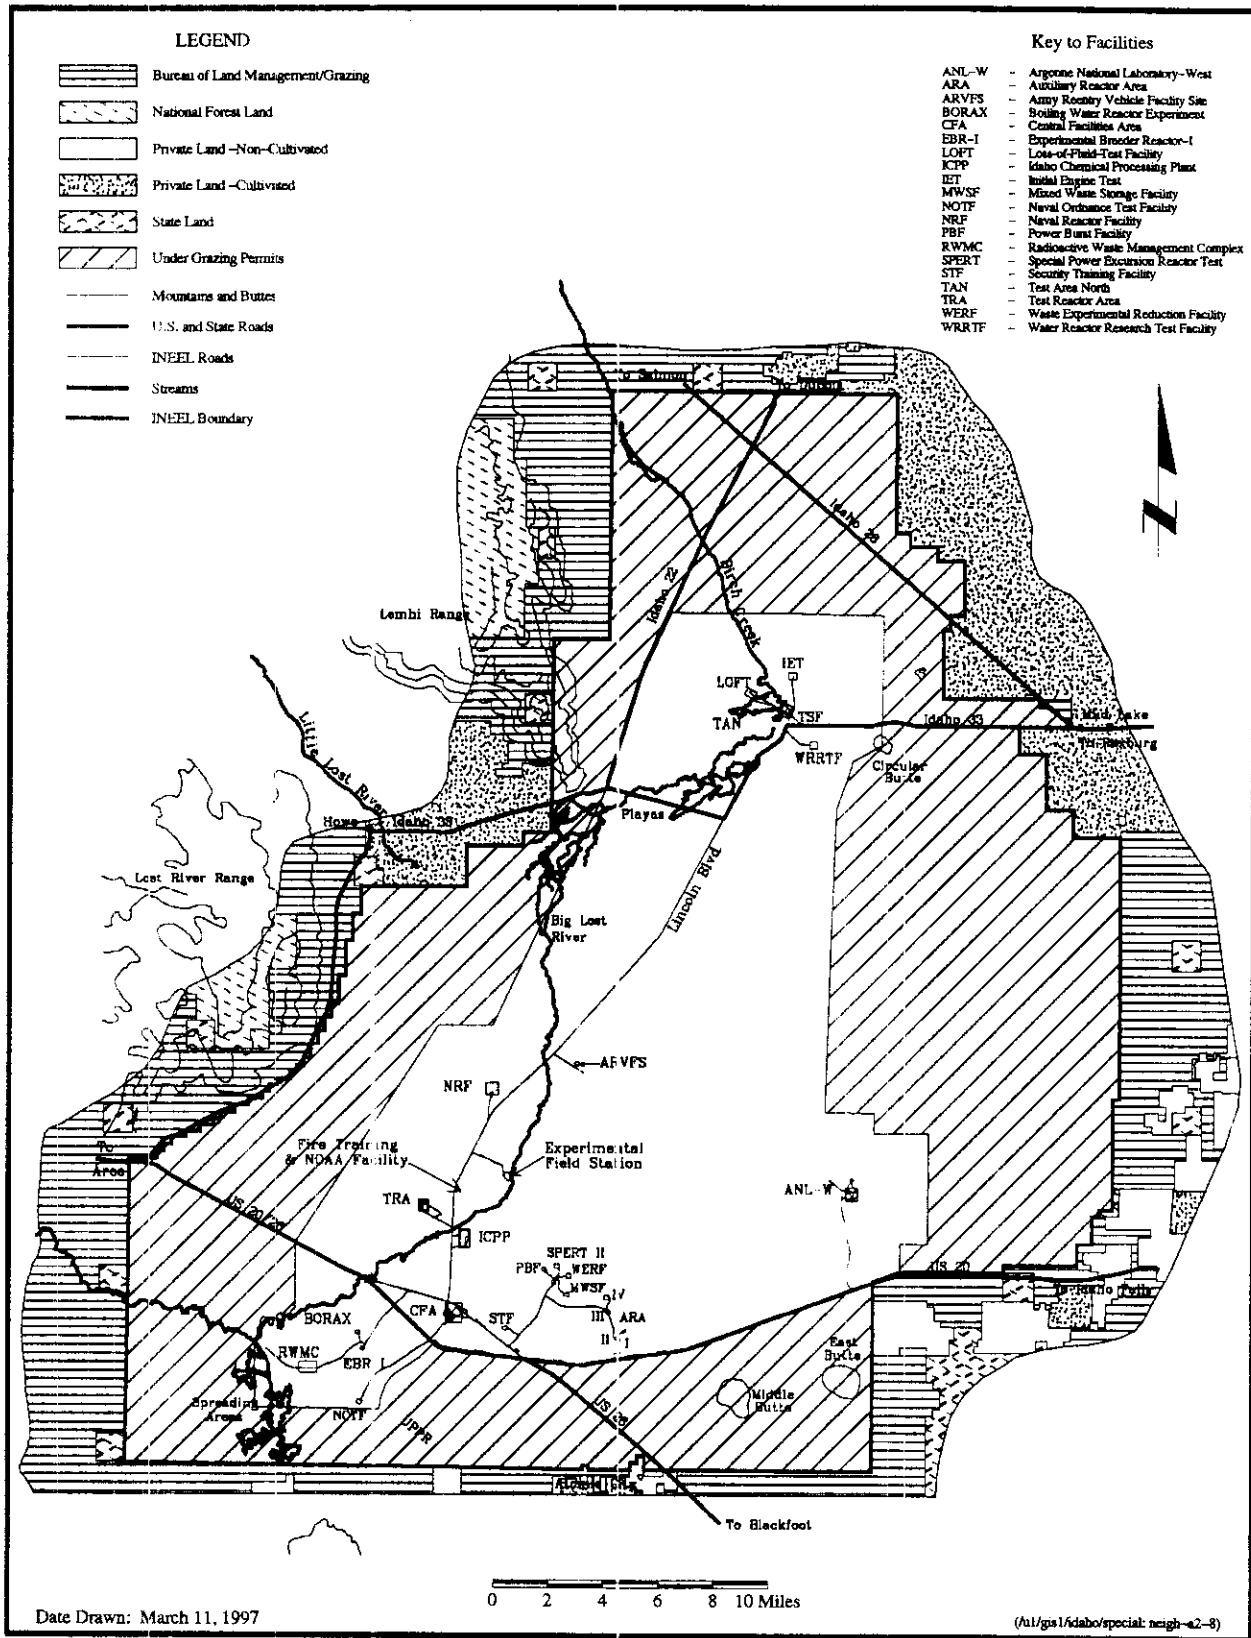 LEGEND
Bureau of Land Management/Grazing
National Forest Land
Private Land -Non-Cultivated
Private Land -Cultivated
State Land
Under Grazing Permits
Mountains and Buttes
U.S. and State Roads
INEEL Roads
Streams
INEEL Boundary
Key to Facilities
ANL-W - Argonne National Laboratory-West
ARA - Auxiliary Reactor Area
ARVFS - Army Reentry Vehicle Facility Site
BORAX - Boiling Water Reactor Experiment
CFA - Central Facilities Area
EBR-I - Experimental Breeder Reactor-I
LOFT - Loss-of-Fluid-Test Facility
ICPP - Idaho Chemical Processing Plant
IET - Initial Engine Test
MWSF - Mixed Waste Storage Facility
NOTF - Naval Ordnance Test Facility
NRF - Naval Reactor Facility
PBF - Power Burst Facility
RWMC - Radioactive Waste Management Complex
SPERT - Special Power Excursion Reactor Test
STF - Security Training Facility
TAN - Test Area North
TRA - Test Reactor Area
WERF - Waste Experimental Reduction Facility
WRRTF - Water Reactor Research Test Facility
To Salmon
To Dubois
N
Idaho 28
Idaho 22
Birch Creek
Lemhi Range
IET
LOFT
TAN
TSF
Idaho 33
Mud Lake
To Rexburg
WRRTF
Circular
Butte
Little Lost River
Howe
Idaho 33
Playas
Lincoln Blvd.
Lost River Range
Big Lost
River
ARVFS
NRF
Fire Training
& NOAA Facility
Experimental
Field Station
To
Arco
US 20/26
TRA
ICPP
ANL-W
SPERT II
PBF
WERF
MWSF
IV
III
ARA
II
I
US 20
To Idaho Falls
BORAX
CFA
STF
RWMC
EBR I
East
Butte
Middle
Butte
Spreading
Areas
NOTF
UPPR
US 26
Atomic City
To Blackfoot
0 2 4 6 8 10 Miles
Date Drawn: March 11, 1997
(/u1/gis1/idaho/special: neigh-a2-8)